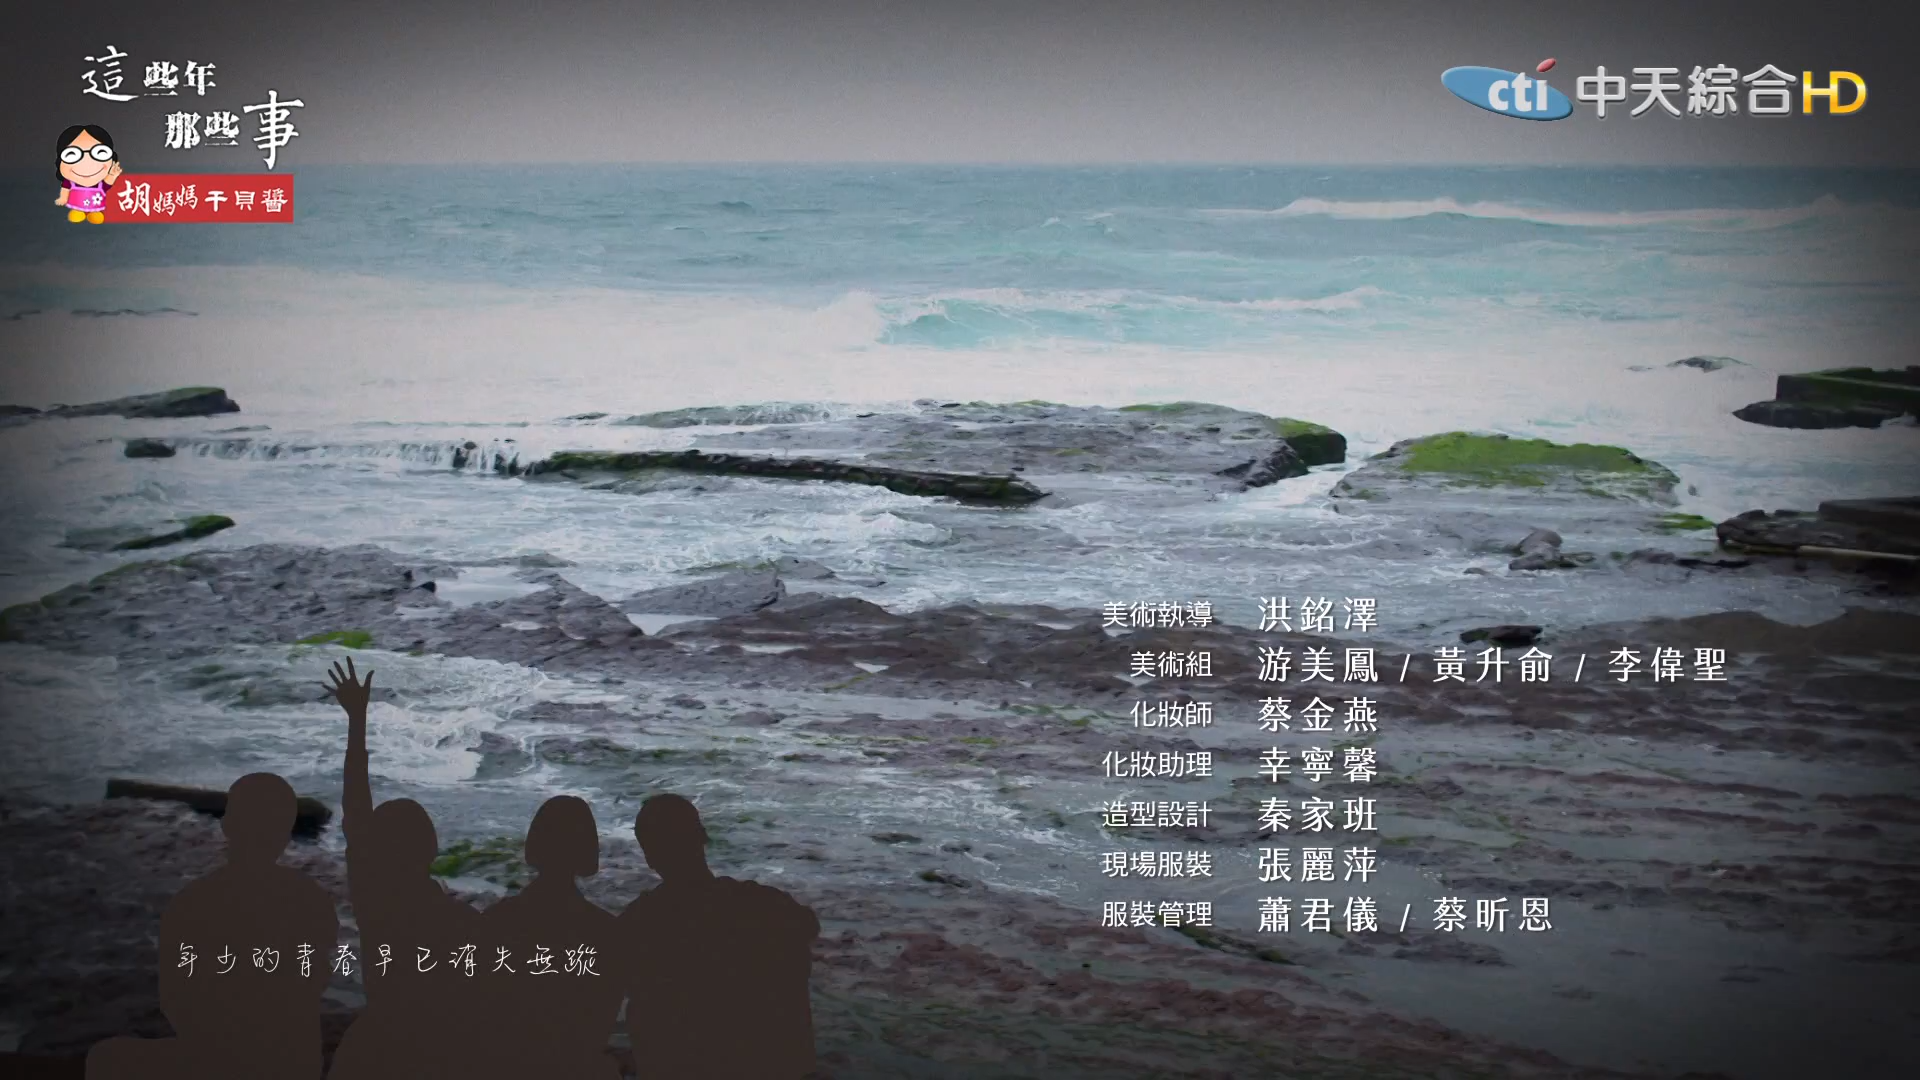 這些年
那些事
胡媽媽干貝醬
cti 中天綜合HD
美術執導 洪銘澤
美術組 游美鳳 / 黃升俞 / 李偉聖
化妝師 蔡金燕
化妝助理 幸寧馨
造型設計 秦家班
現場服裝 張麗萍
服裝管理 蕭君儀 / 蔡昕恩
年少的青春早已消失無蹤